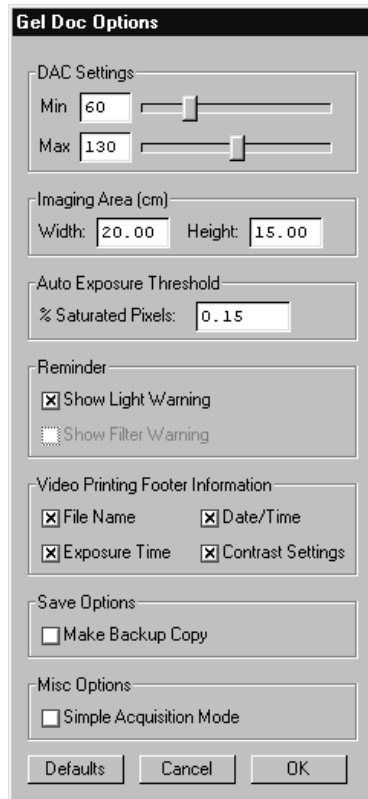 Gel Doc Options
DAC Settings
Min 60
Max 130
Imaging Area (cm)
Width: 20.00 Height: 15.00
Auto Exposure Threshold
% Saturated Pixels: 0.15
Reminder
Show Light Warning
Show Filter Warning
Video Printing Footer Information
File Name Date/Time
Exposure Time Contrast Settings
Save Options
Make Backup Copy
Misc Options
Simple Acquisition Mode
Defaults Cancel OK